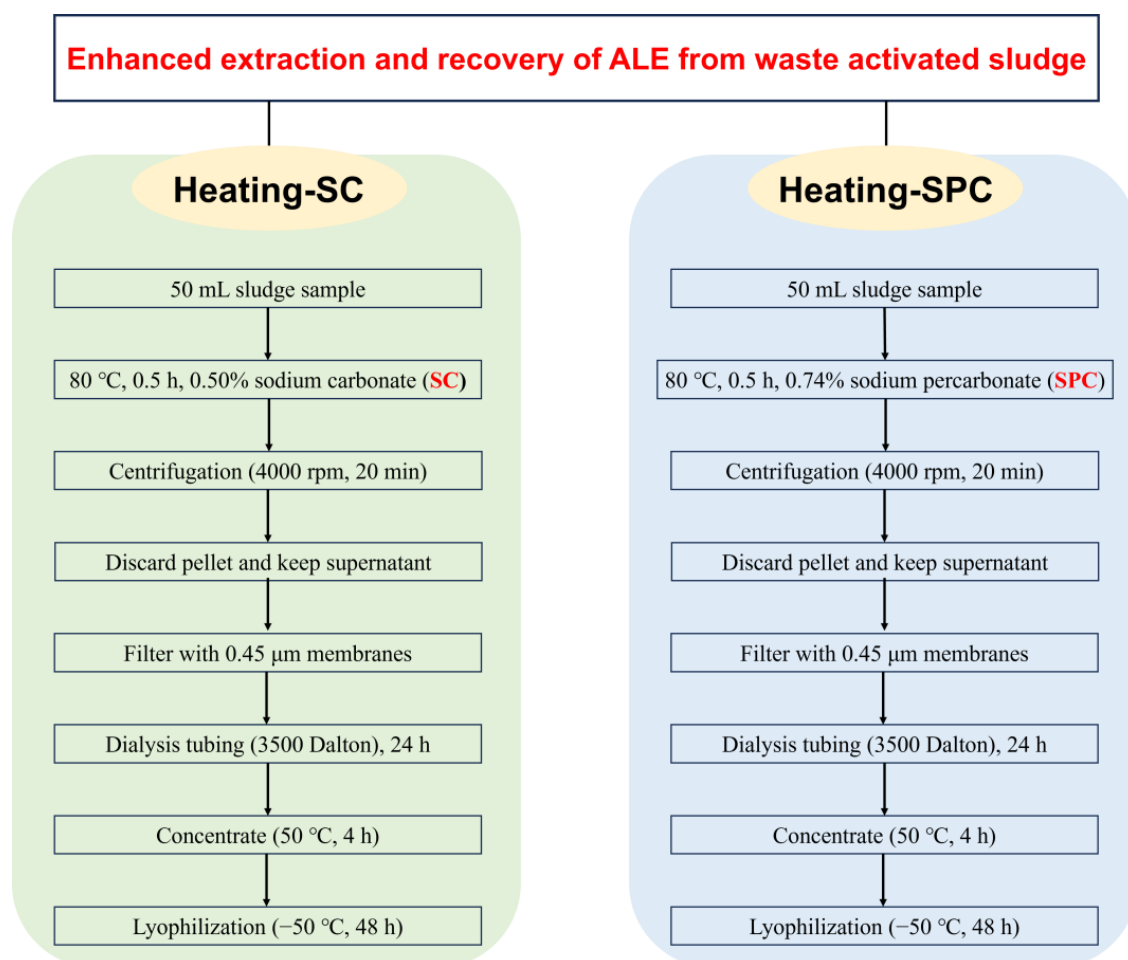 Enhanced extraction and recovery of ALE from waste activated sludge
Heating-SC
50 mL sludge sample
80 ℃, 0.5 h, 0.50% sodium carbonate (SC)
Centrifugation (4000 rpm, 20 min)
Discard pellet and keep supernatant
Filter with 0.45 μm membranes
Dialysis tubing (3500 Dalton), 24 h
Concentrate (50 ℃, 4 h)
Lyophilization (−50 ℃, 48 h)
Heating-SPC
50 mL sludge sample
80 ℃, 0.5 h, 0.74% sodium percarbonate (SPC)
Centrifugation (4000 rpm, 20 min)
Discard pellet and keep supernatant
Filter with 0.45 μm membranes
Dialysis tubing (3500 Dalton), 24 h
Concentrate (50 ℃, 4 h)
Lyophilization (−50 ℃, 48 h)